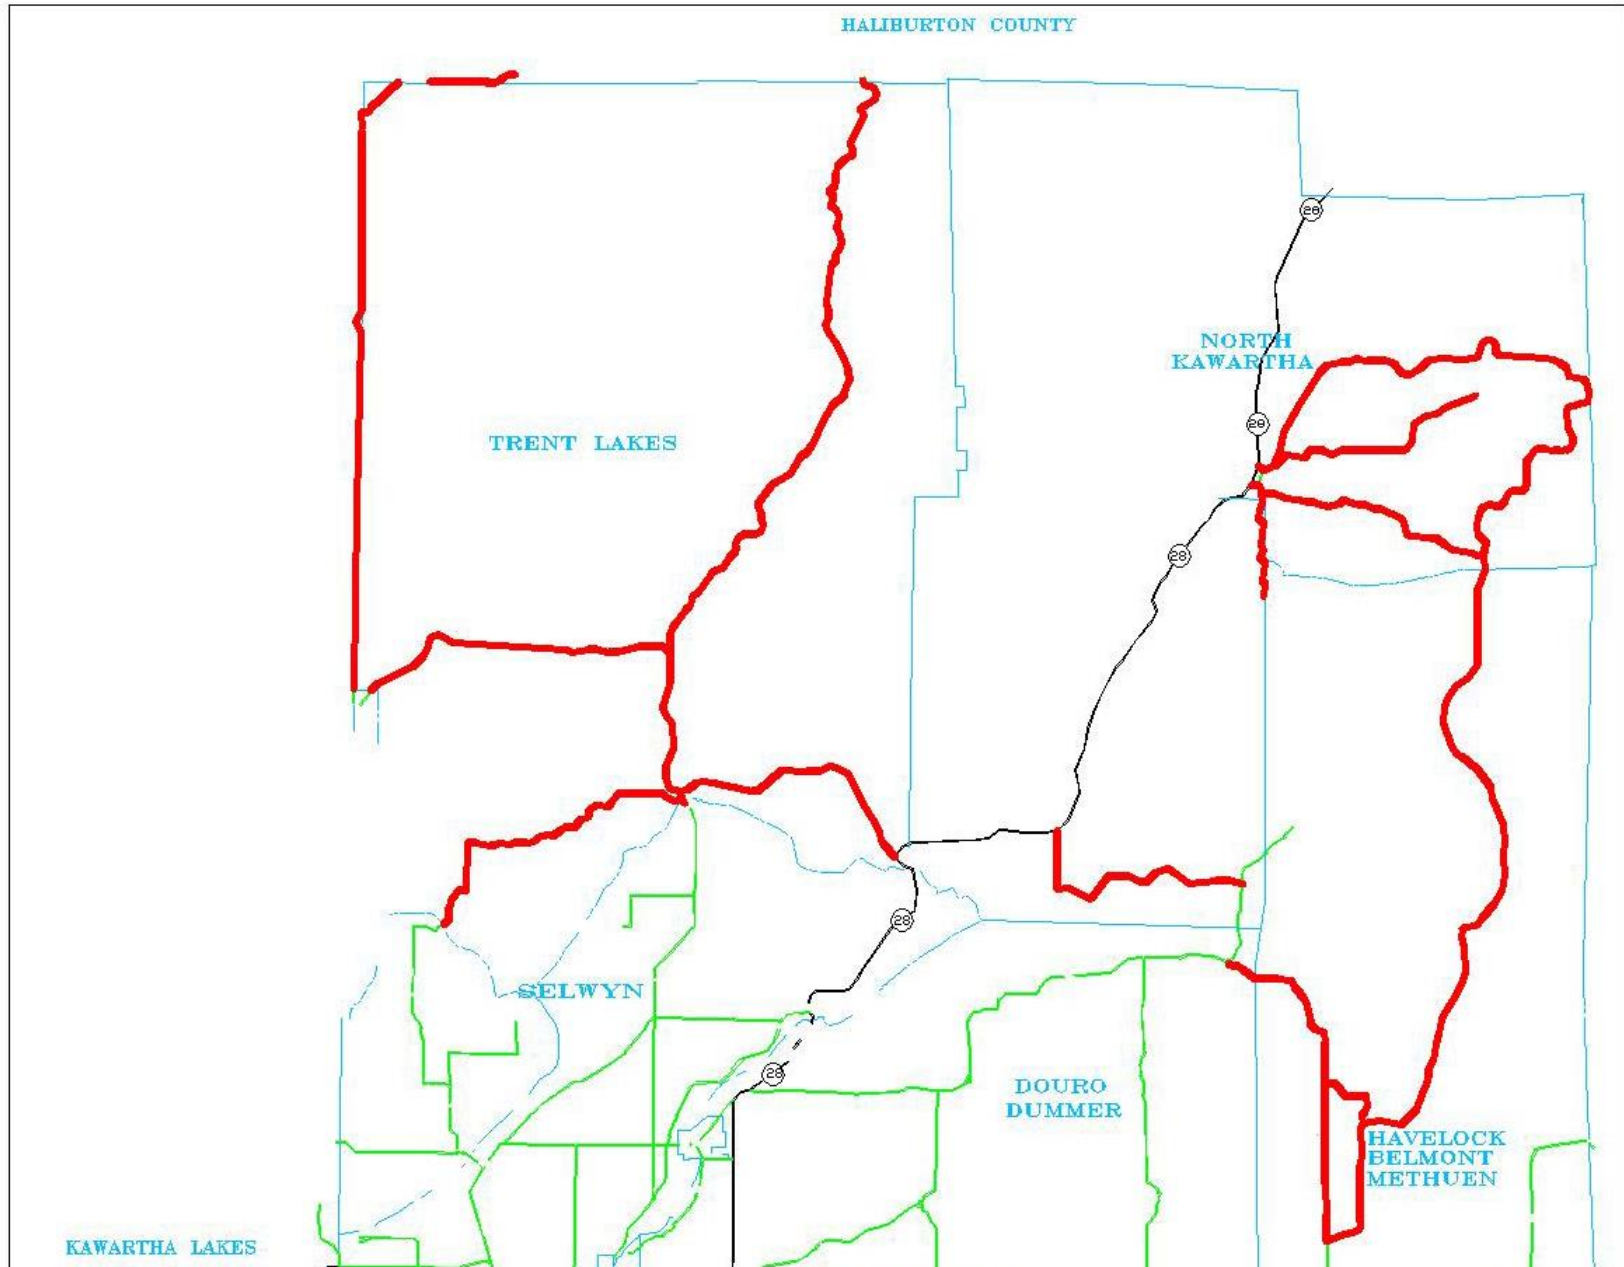 HALIBURTON COUNTY
28
NORTH
KAWARTHA
28
TRENT LAKES
28
28
SELWYN
28
DOURO
DUMMER
HAVELOCK
BELMONT
METHUEN
KAWARTHA LAKES